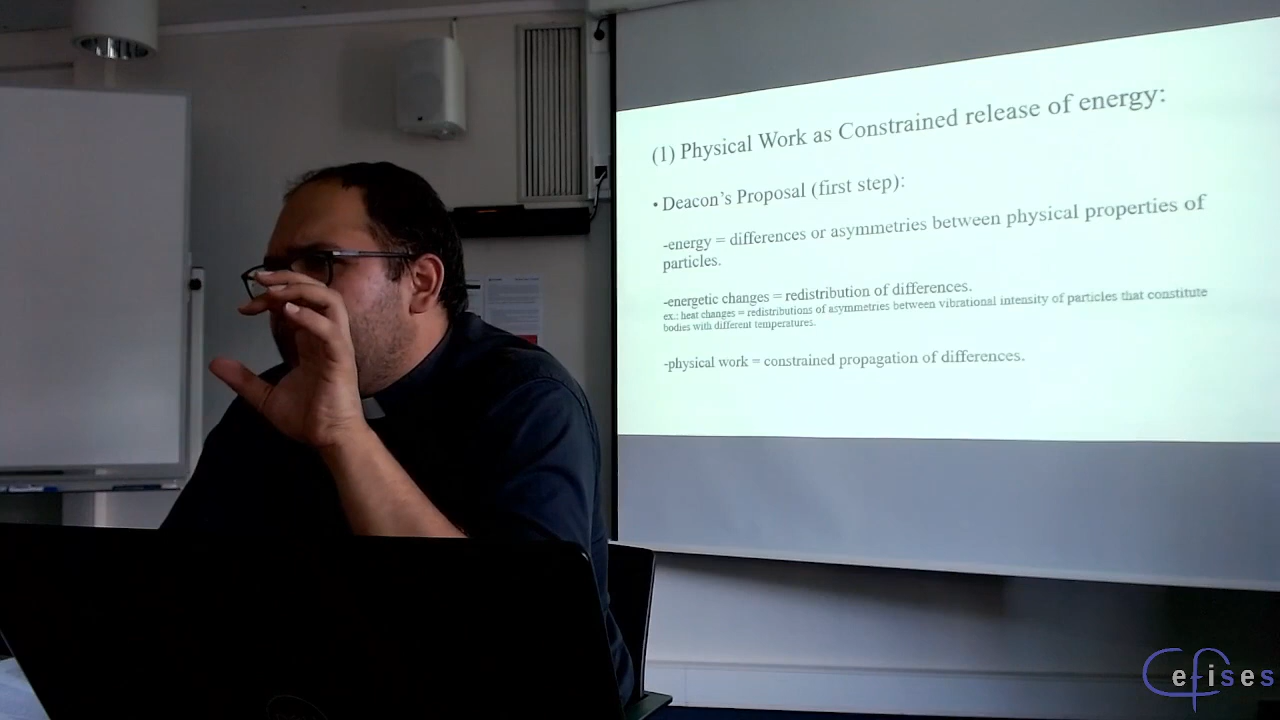 (1) Physical Work as Constrained release of energy:
• Deacon's Proposal (first step):
-energy = differences or asymmetries between physical properties of
particles.
-energetic changes = redistribution of differences.
ex.: heat changes = redistributions of asymmetries between vibrational intensity of particles that constitute
bodies with different temperatures.
-physical work = constrained propagation of differences.
Cefises